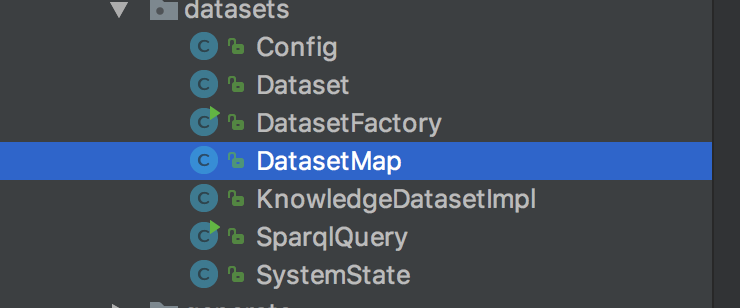 datasets
Config
Dataset
DatasetFactory
DatasetMap
KnowledgeDatasetImpl
SparqlQuery
SystemState